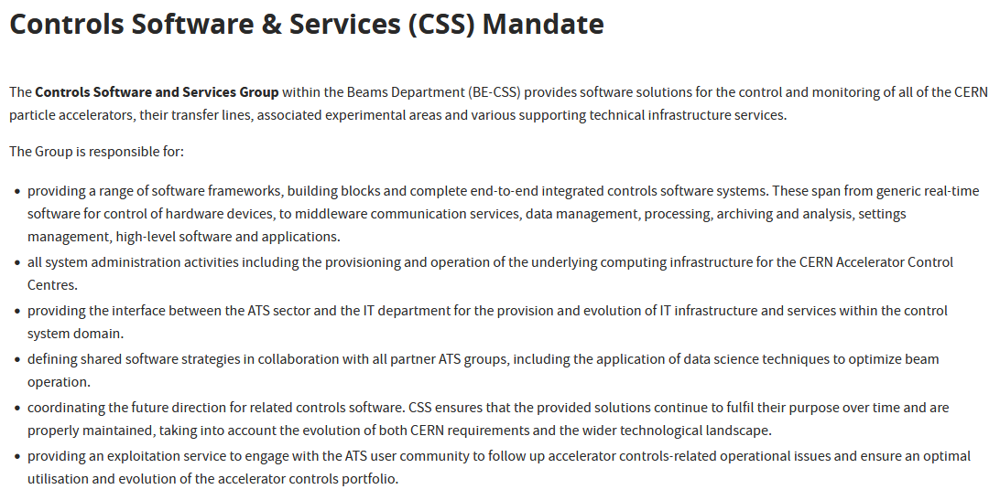 Controls Software & Services (CSS) Mandate
The Controls Software and Services Group within the Beams Department (BE-CSS) provides software solutions for the control and monitoring of all of the CERN
particle accelerators, their transfer lines, associated experimental areas and various supporting technical infrastructure services.
The Group is responsible for:
• providing a range of software frameworks, building blocks and complete end-to-end integrated controls software systems. These span from generic real-time
software for control of hardware devices, to middleware communication services, data management, processing, archiving and analysis, settings
management, high-level software and applications.
• all system administration activities including the provisioning and operation of the underlying computing infrastructure for the CERN Accelerator Control
Centres.
• providing the interface between the ATS sector and the IT department for the provision and evolution of IT infrastructure and services within the control
system domain.
• defining shared software strategies in collaboration with all partner ATS groups, including the application of data science techniques to optimize beam
operation.
• coordinating the future direction for related controls software. CSS ensures that the provided solutions continue to fulfil their purpose over time and are
properly maintained, taking into account the evolution of both CERN requirements and the wider technological landscape.
• providing an exploitation service to engage with the ATS user community to follow up accelerator controls-related operational issues and ensure an optimal
utilisation and evolution of the accelerator controls portfolio.